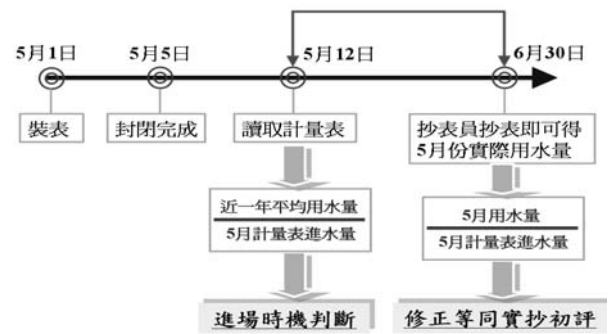 5月1日
5月5日
5月12日
6月30日
裝表
封閉完成
讀取計量表
抄表員抄表即可得
5月份實際用水量
近一年平均用水量
5月計量表進水量
5月用水量
5月計量表進水量
進場時機判斷
修正等同實抄初評